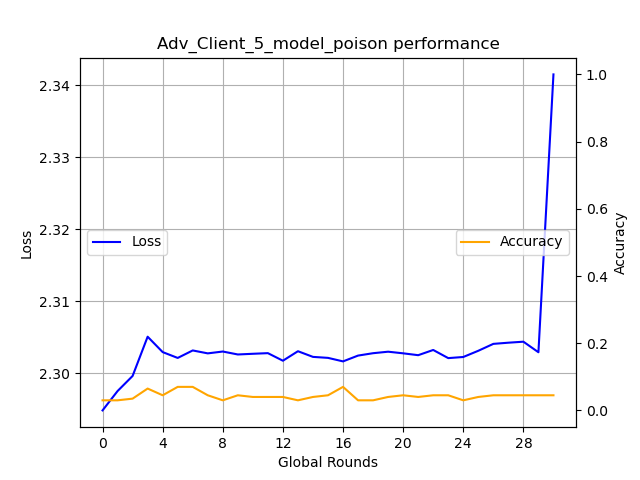 Adv_Client_5_model_poison performance
2.34
2.33
2.32
2.31
2.30
Loss
Loss
Accuracy
1.0
0.8
0.6
0.4
0.2
0.0
Accuracy
0 4 8 12 16 20 24 28
Global Rounds